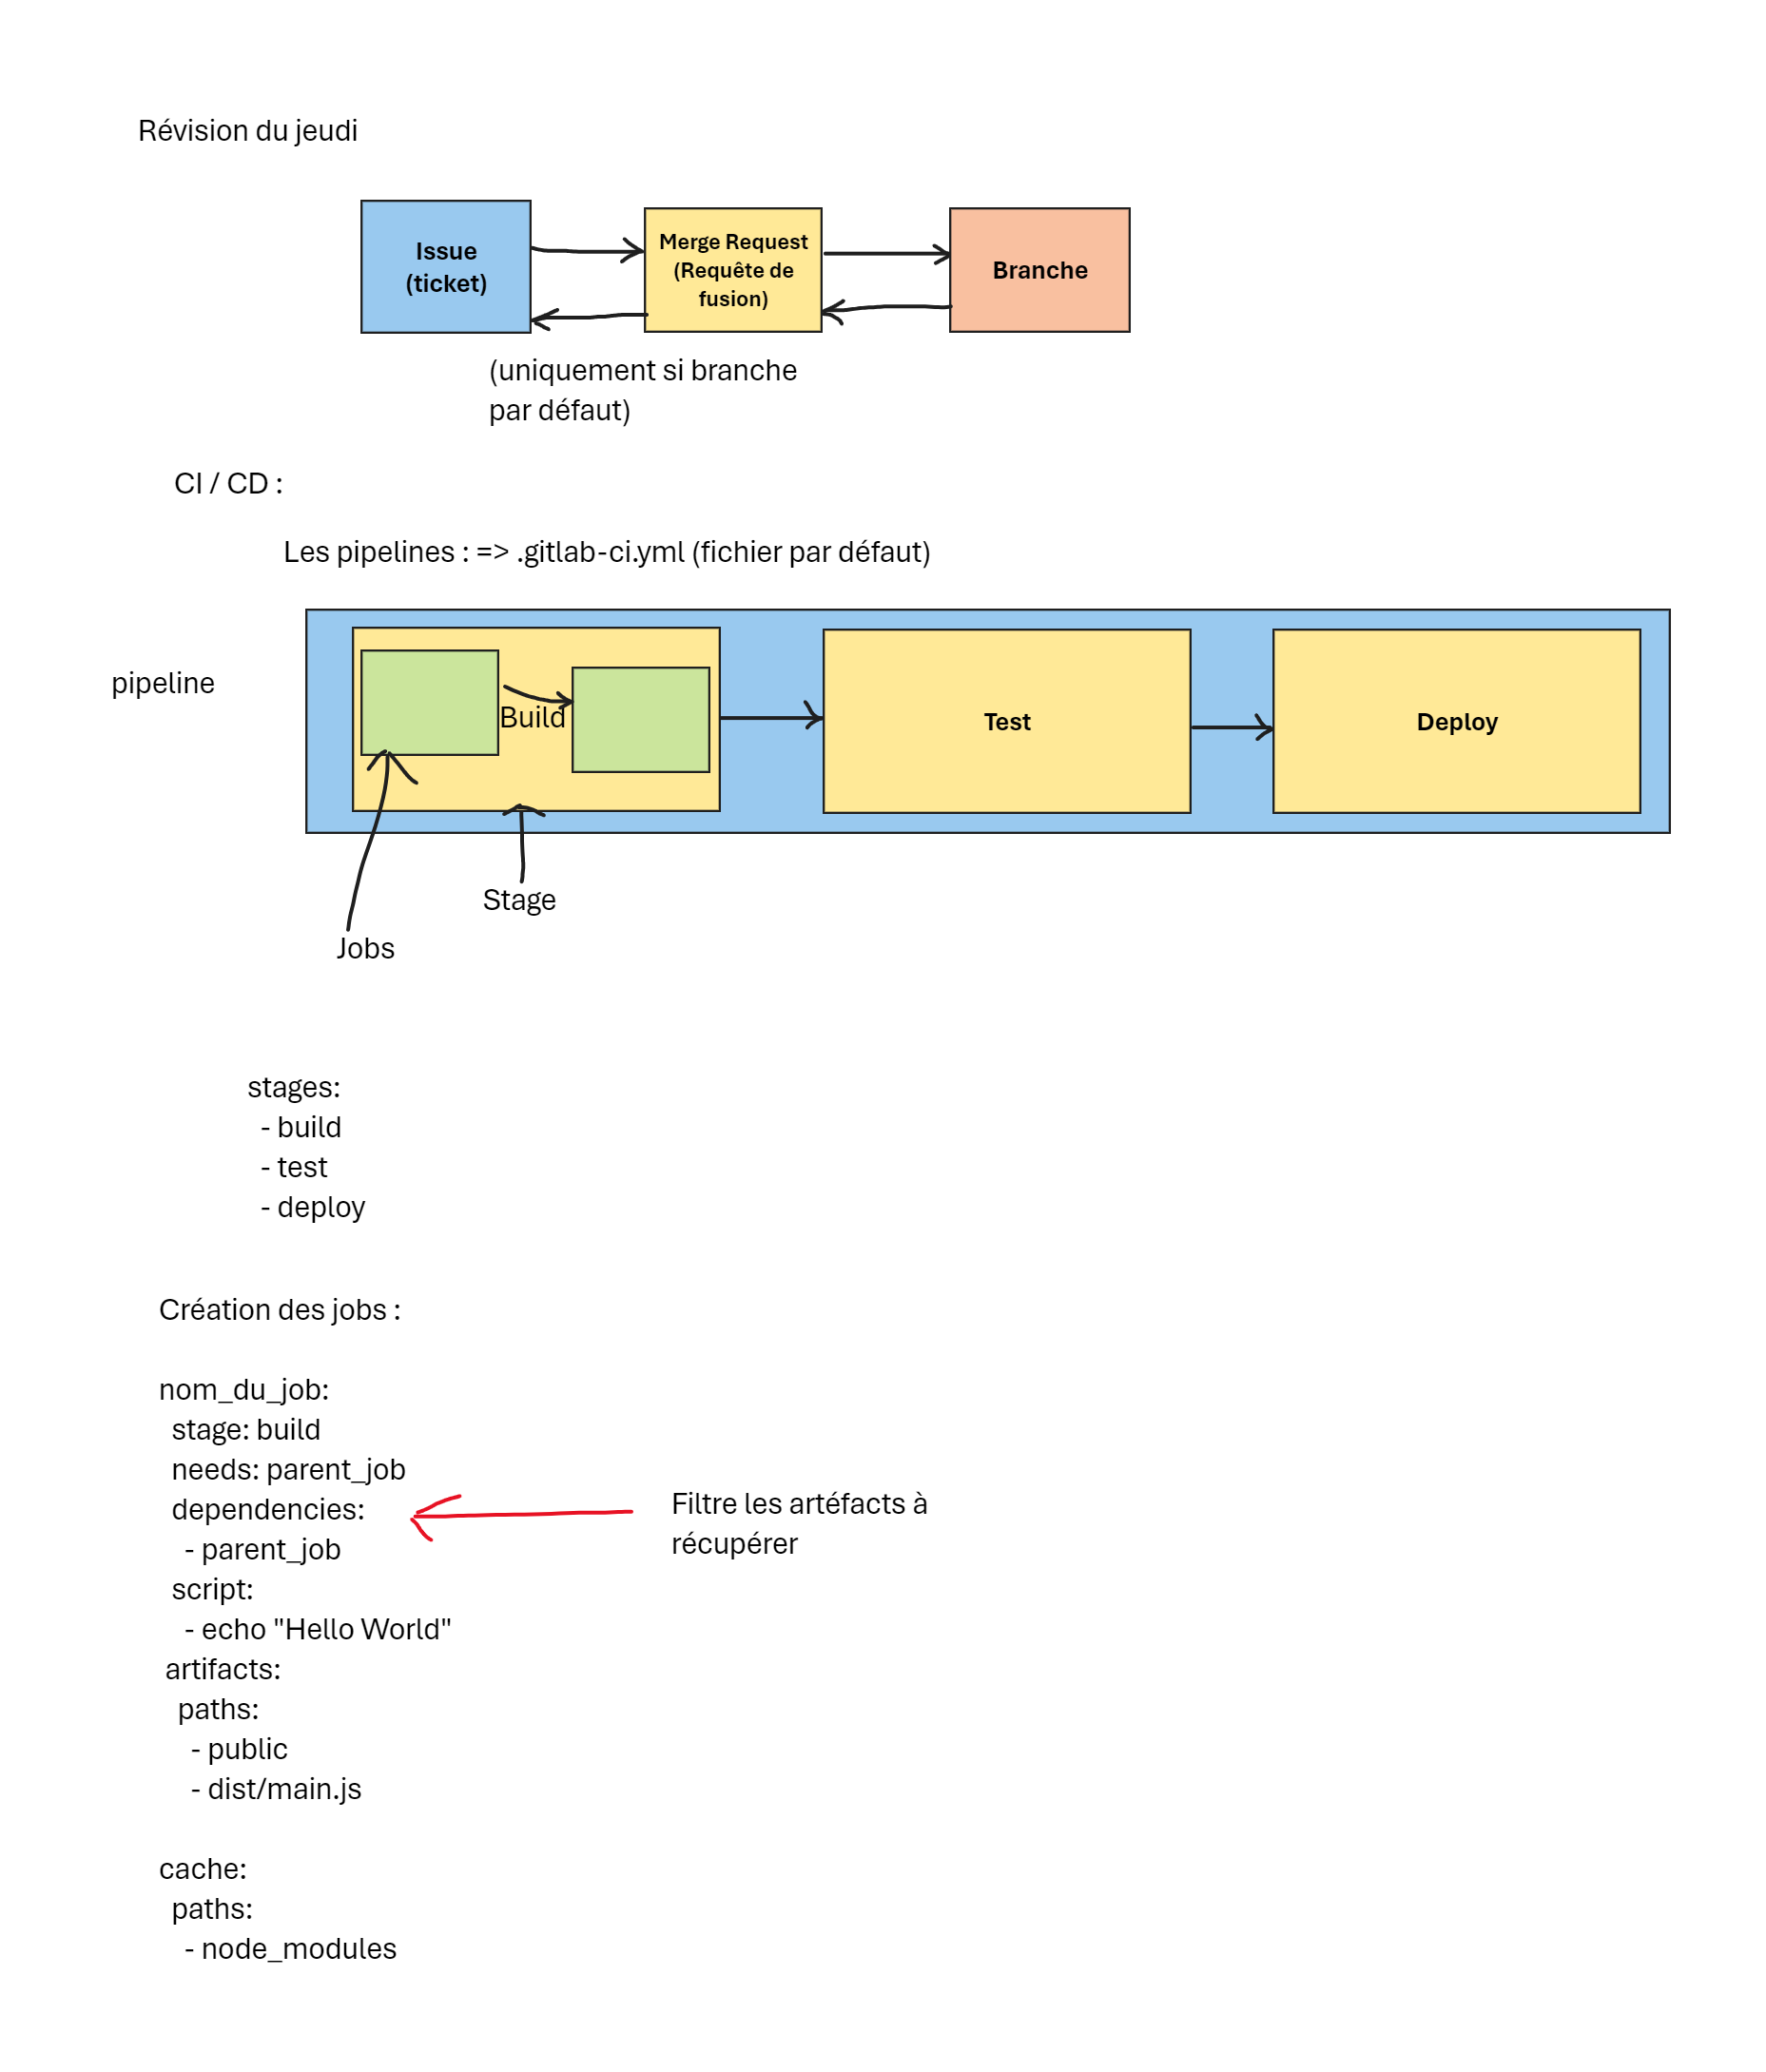 Révision du jeudi
Issue
(ticket)
Merge Request
(Requête de
fusion)
Branche
(uniquement si branche
par défaut)
CI / CD :
Les pipelines : => .gitlab-ci.yml (fichier par défaut)
pipeline
Build
Test
Deploy
Stage
Jobs
stages:
- build
- test
- deploy
Création des jobs :
nom_du_job:
stage: build
needs: parent_job
dependencies:
- parent_job
Filtre les artéfacts à
récupérer
script:
- echo "Hello World"
artifacts:
paths:
- public
- dist/main.js
cache:
paths:
- node_modules